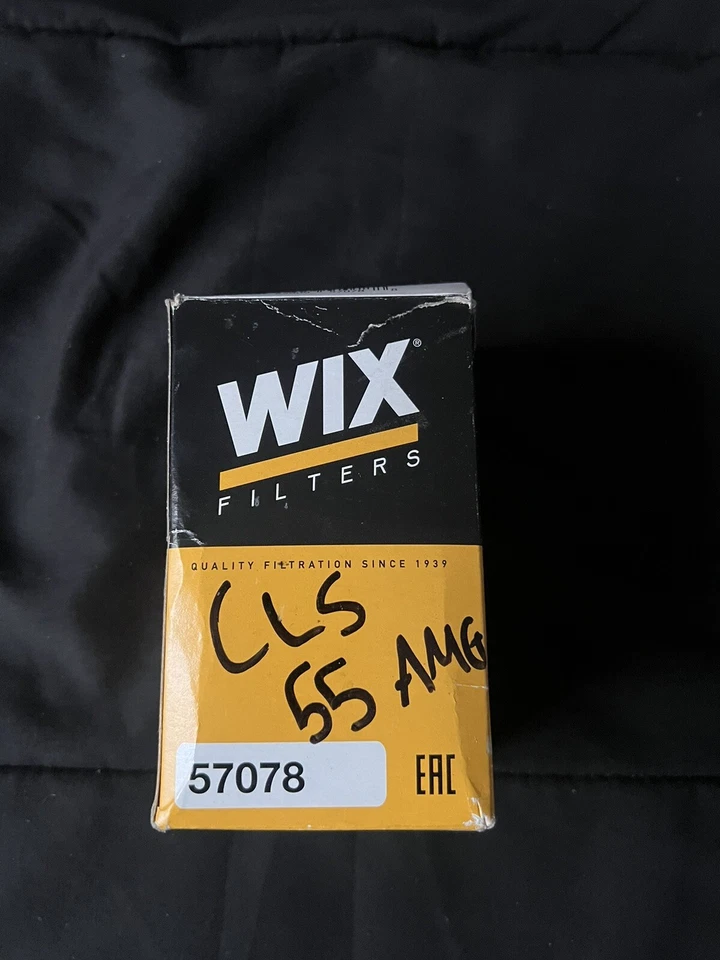 WIX®
FILTERS
QUALITY FILTRATION SINCE 1939
CLS
55 AMG
57078
EAC